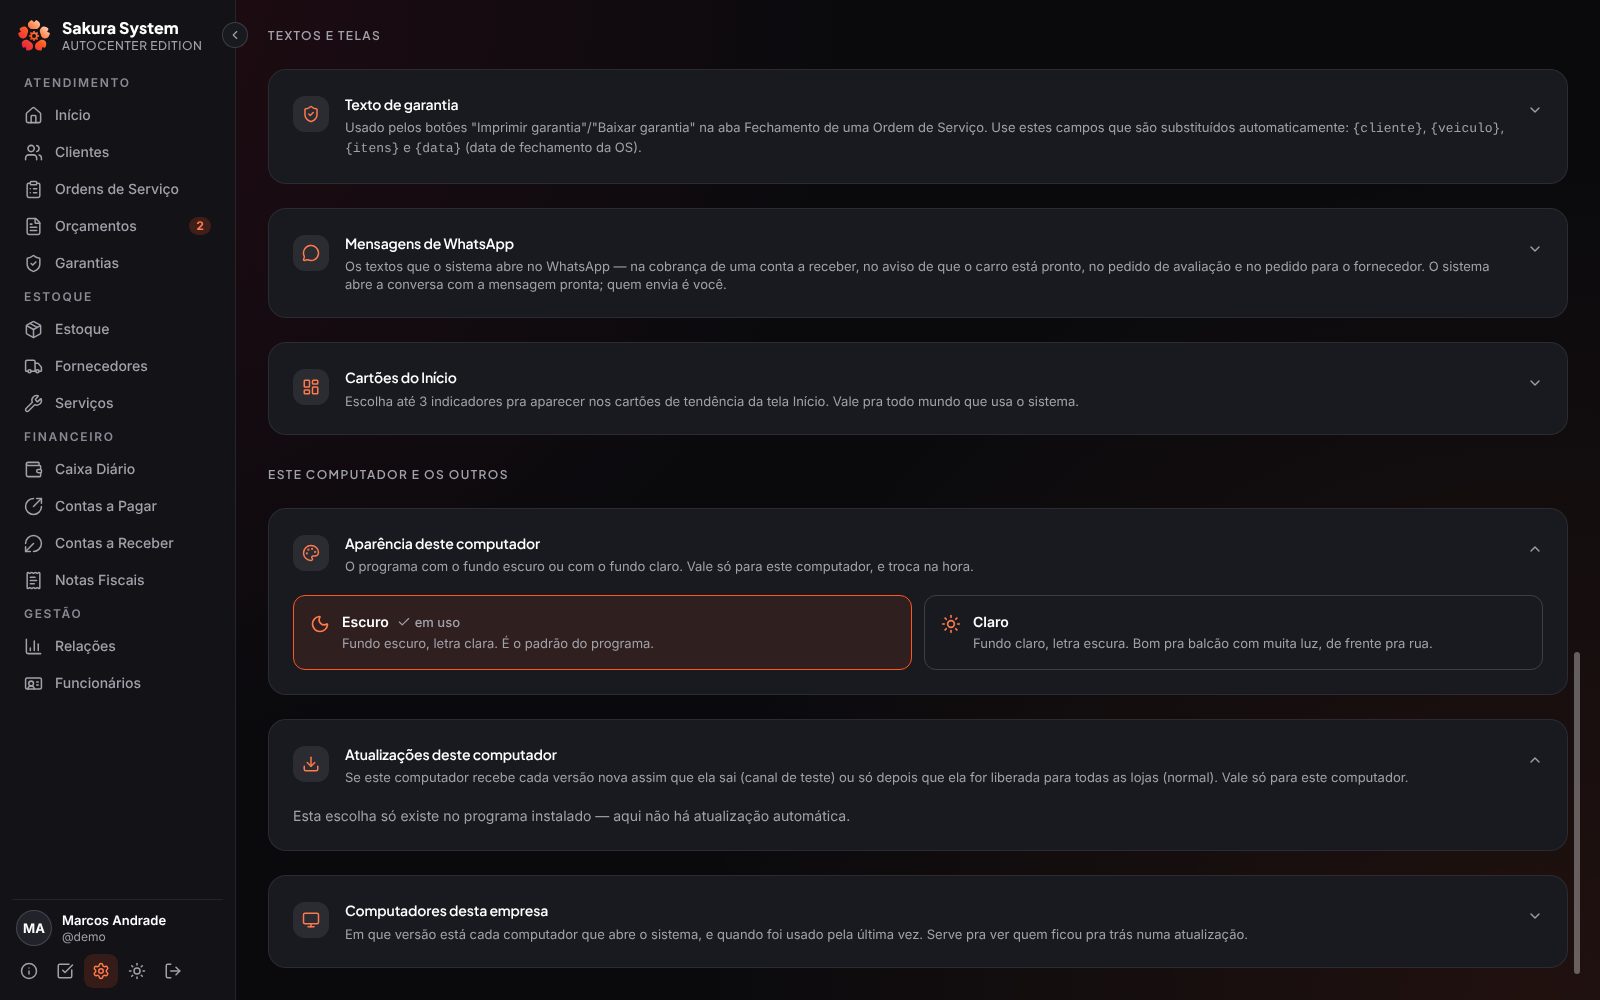 Sakura System
AUTOCENTER EDITION
ATENDIMENTO
Início
Clientes
Ordens de Serviço
Orçamentos 2
Garantias
ESTOQUE
Estoque
Fornecedores
Serviços
FINANCEIRO
Caixa Diário
Contas a Pagar
Contas a Receber
Notas Fiscais
GESTÃO
Relações
Funcionários
MA
Marcos Andrade
@demo
TEXTOS E TELAS
Texto de garantia
Usado pelos botões "Imprimir garantia"/"Baixar garantia" na aba Fechamento de uma Ordem de Serviço. Use estes campos que são substituídos automaticamente: {cliente}, {veiculo},
{itens} e {data} (data de fechamento da OS).
Mensagens de WhatsApp
Os textos que o sistema abre no WhatsApp — na cobrança de uma conta a receber, no aviso de que o carro está pronto, no pedido de avaliação e no pedido para o fornecedor. O sistema
abre a conversa com a mensagem pronta; quem envia é você.
Cartões do Início
Escolha até 3 indicadores pra aparecer nos cartões de tendência da tela Início. Vale pra todo mundo que usa o sistema.
ESTE COMPUTADOR E OS OUTROS
Aparência deste computador
O programa com o fundo escuro ou com o fundo claro. Vale só para este computador, e troca na hora.
Escuro em uso
Fundo escuro, letra clara. É o padrão do programa.
Claro
Fundo claro, letra escura. Bom pra balcão com muita luz, de frente pra rua.
Atualizações deste computador
Se este computador recebe cada versão nova assim que ela sai (canal de teste) ou só depois que ela for liberada para todas as lojas (normal). Vale só para este computador.
Esta escolha só existe no programa instalado — aqui não há atualização automática.
Computadores desta empresa
Em que versão está cada computador que abre o sistema, e quando foi usado pela última vez. Serve pra ver quem ficou pra trás numa atualização.